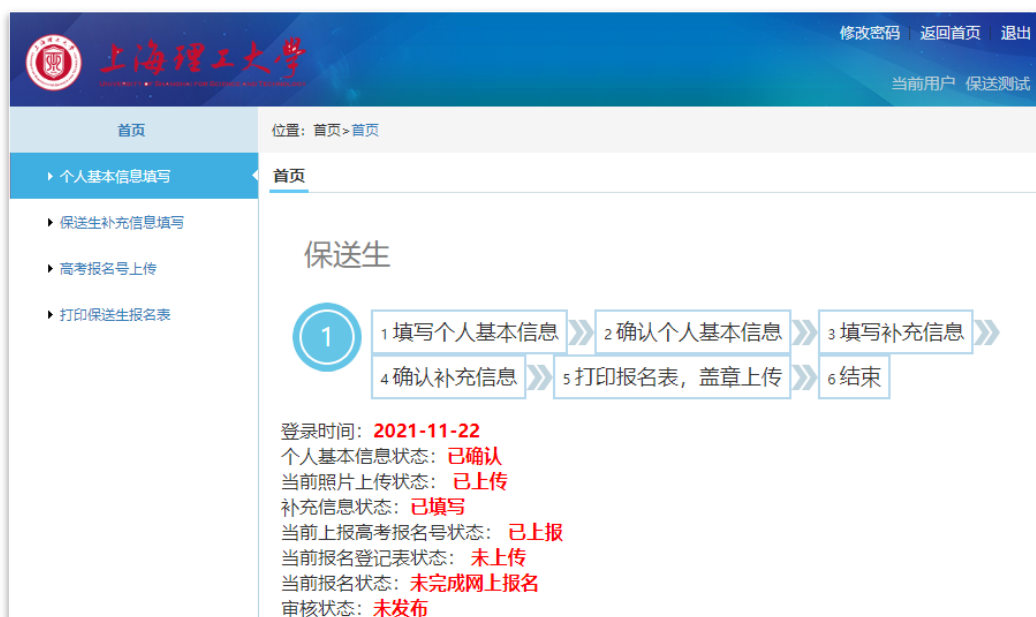 修改密码 返回首页 退出
上海理工大學
当前用户 保送测试
首页
位置：首页>首页
个人基本信息填写
首页
保送生补充信息填写
高考报名号上传
打印保送生报名表
保送生
1
1 填写个人基本信息 2 确认个人基本信息 3 填写补充信息
4 确认补充信息 5 打印报名表，盖章上传 6 结束
登录时间：2021-11-22
个人基本信息状态：已确认
当前照片上传状态： 已上传
补充信息状态：已填写
当前上报高考报名号状态： 已上报
当前报名登记表状态： 未上传
当前报名状态：未完成网上报名
审核状态：未发布